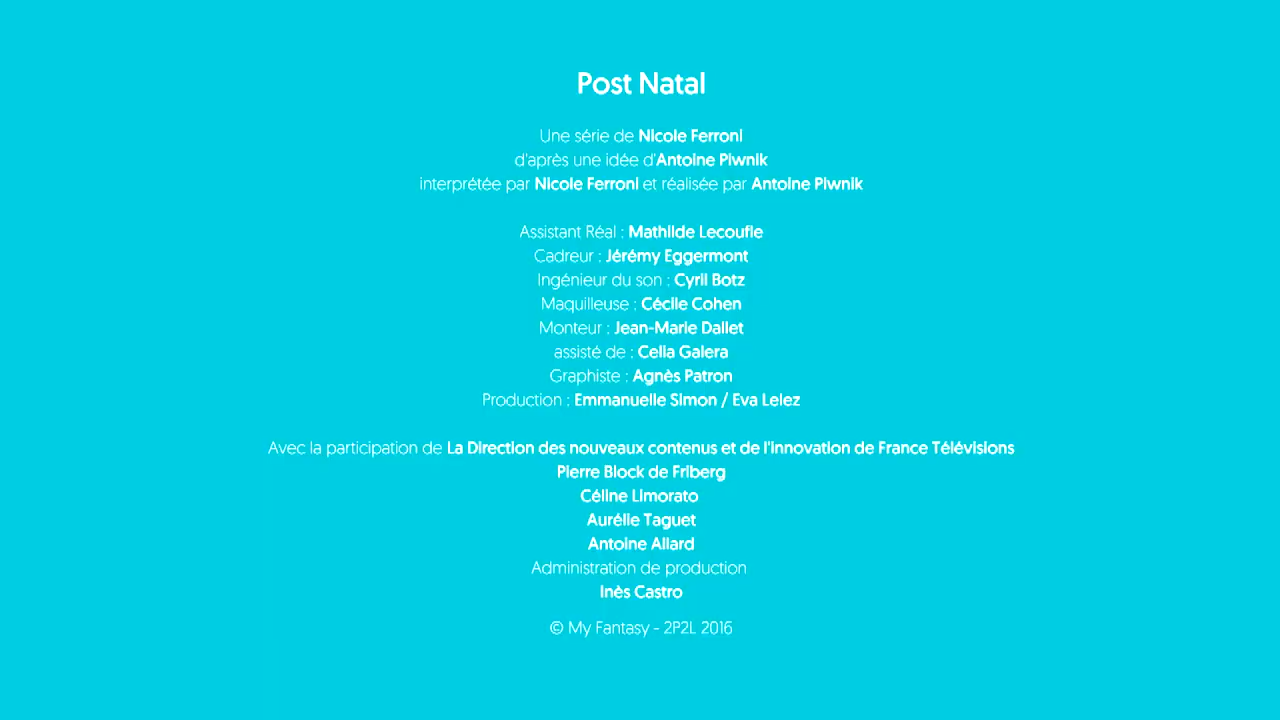 Post Natal
Une série de Nicole Ferroni
d'après une idée d'Antoine Piwnik
interprétée par Nicole Ferroni et réalisée par Antoine Piwnik
Assistant Réal : Mathilde Lecoufle
Cadreur : Jérémy Eggermont
Ingénieur du son : Cyril Botz
Maquilleuse : Cécile Cohen
Monteur : Jean-Marie Dallet
assisté de : Celia Galera
Graphiste : Agnès Patron
Production : Emmanuelle Simon / Eva Lelez
Avec la participation de La Direction des nouveaux contenus et de l'innovation de France Télévisions
Pierre Block de Friberg
Céline Limorato
Aurélie Taguet
Antoine Allard
Administration de production
Inès Castro
© My Fantasy - 2P2L 2016